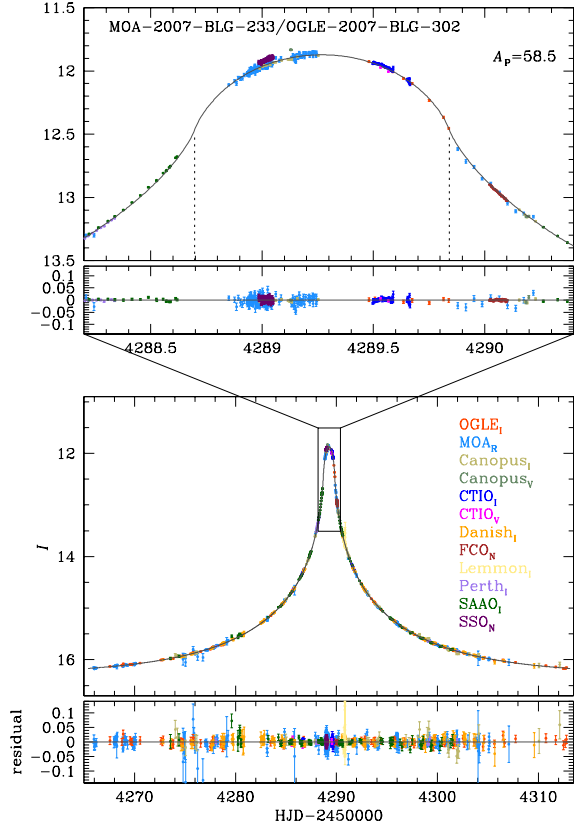 11.5
MOA−2007−BLG−233/OGLE−2007−BLG−302
A_P=58.5
12
12.5
13
13.5
0.1
0.05
0
−0.05
−0.1
4288.5 4289 4289.5 4290
12
14
16
I
OGLE_I
MOA_R
Canopus_I
Canopus_V
CTIO_I
CTIO_V
Danish_I
FCO_N
Lemmon_I
Perth_I
SAAO_I
SSO_N
0.1
0.05
0
−0.05
−0.1
residual
4270 4280 4290 4300 4310
HJD−2450000